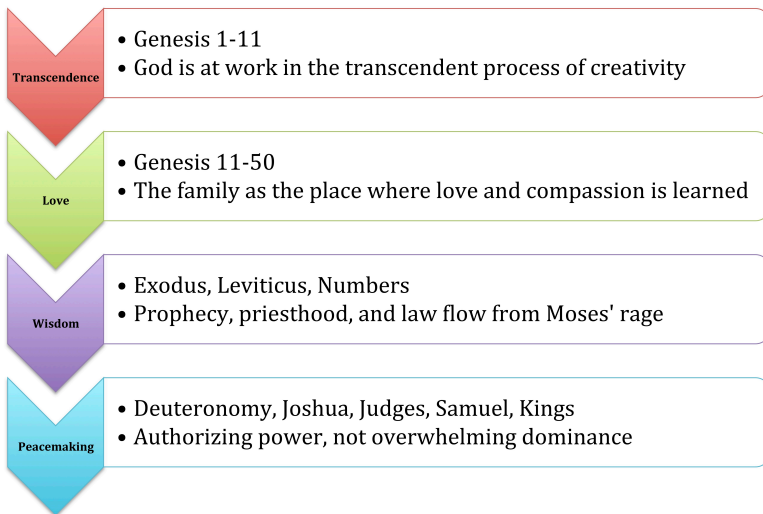 Transcendence
• Genesis 1-11
• God is at work in the transcendent process of creativity
Love
• Genesis 11-50
• The family as the place where love and compassion is learned
Wisdom
• Exodus, Leviticus, Numbers
• Prophecy, priesthood, and law flow from Moses' rage
Peacemaking
• Deuteronomy, Joshua, Judges, Samuel, Kings
• Authorizing power, not overwhelming dominance